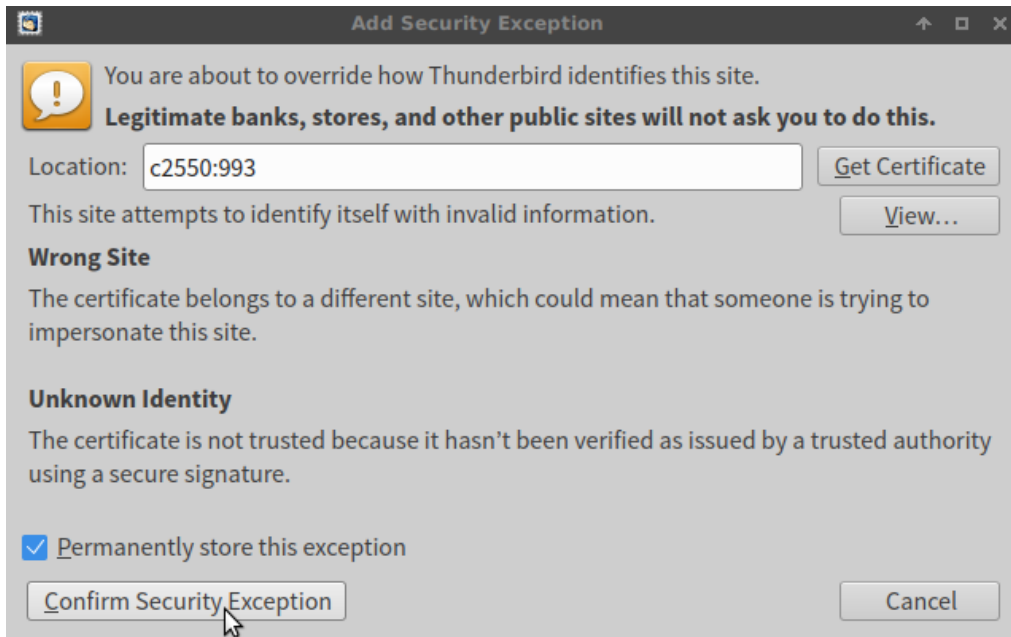 Add Security Exception
You are about to override how Thunderbird identifies this site.
Legitimate banks, stores, and other public sites will not ask you to do this.
Location: c2550:993 Get Certificate
This site attempts to identify itself with invalid information. View…
Wrong Site
The certificate belongs to a different site, which could mean that someone is trying to
impersonate this site.
Unknown Identity
The certificate is not trusted because it hasn’t been verified as issued by a trusted authority
using a secure signature.
Permanently store this exception
Confirm Security Exception Cancel